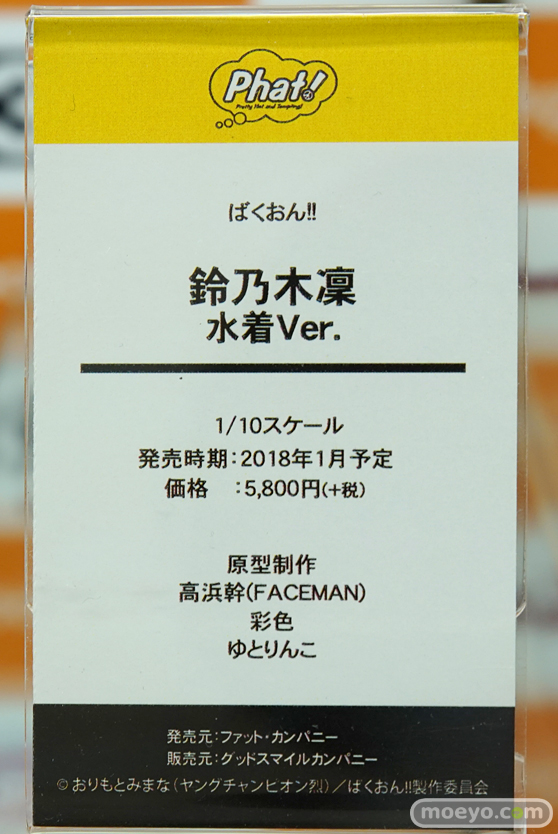 Phat!
Pretty Hot and Tempting!
ばくおん!!
鈴乃木凜
水着Ver.
1/10スケール
発売時期:2018年1月予定
価格　:5,800円(+税)
原型制作
高浜幹(FACEMAN)
彩色
ゆとりんこ
発売元:ファット・カンパニー
販売元:グッドスマイルカンパニー
©おりもとみまな(ヤングチャンピオン烈)/ばくおん!!製作委員会
moeyo.com